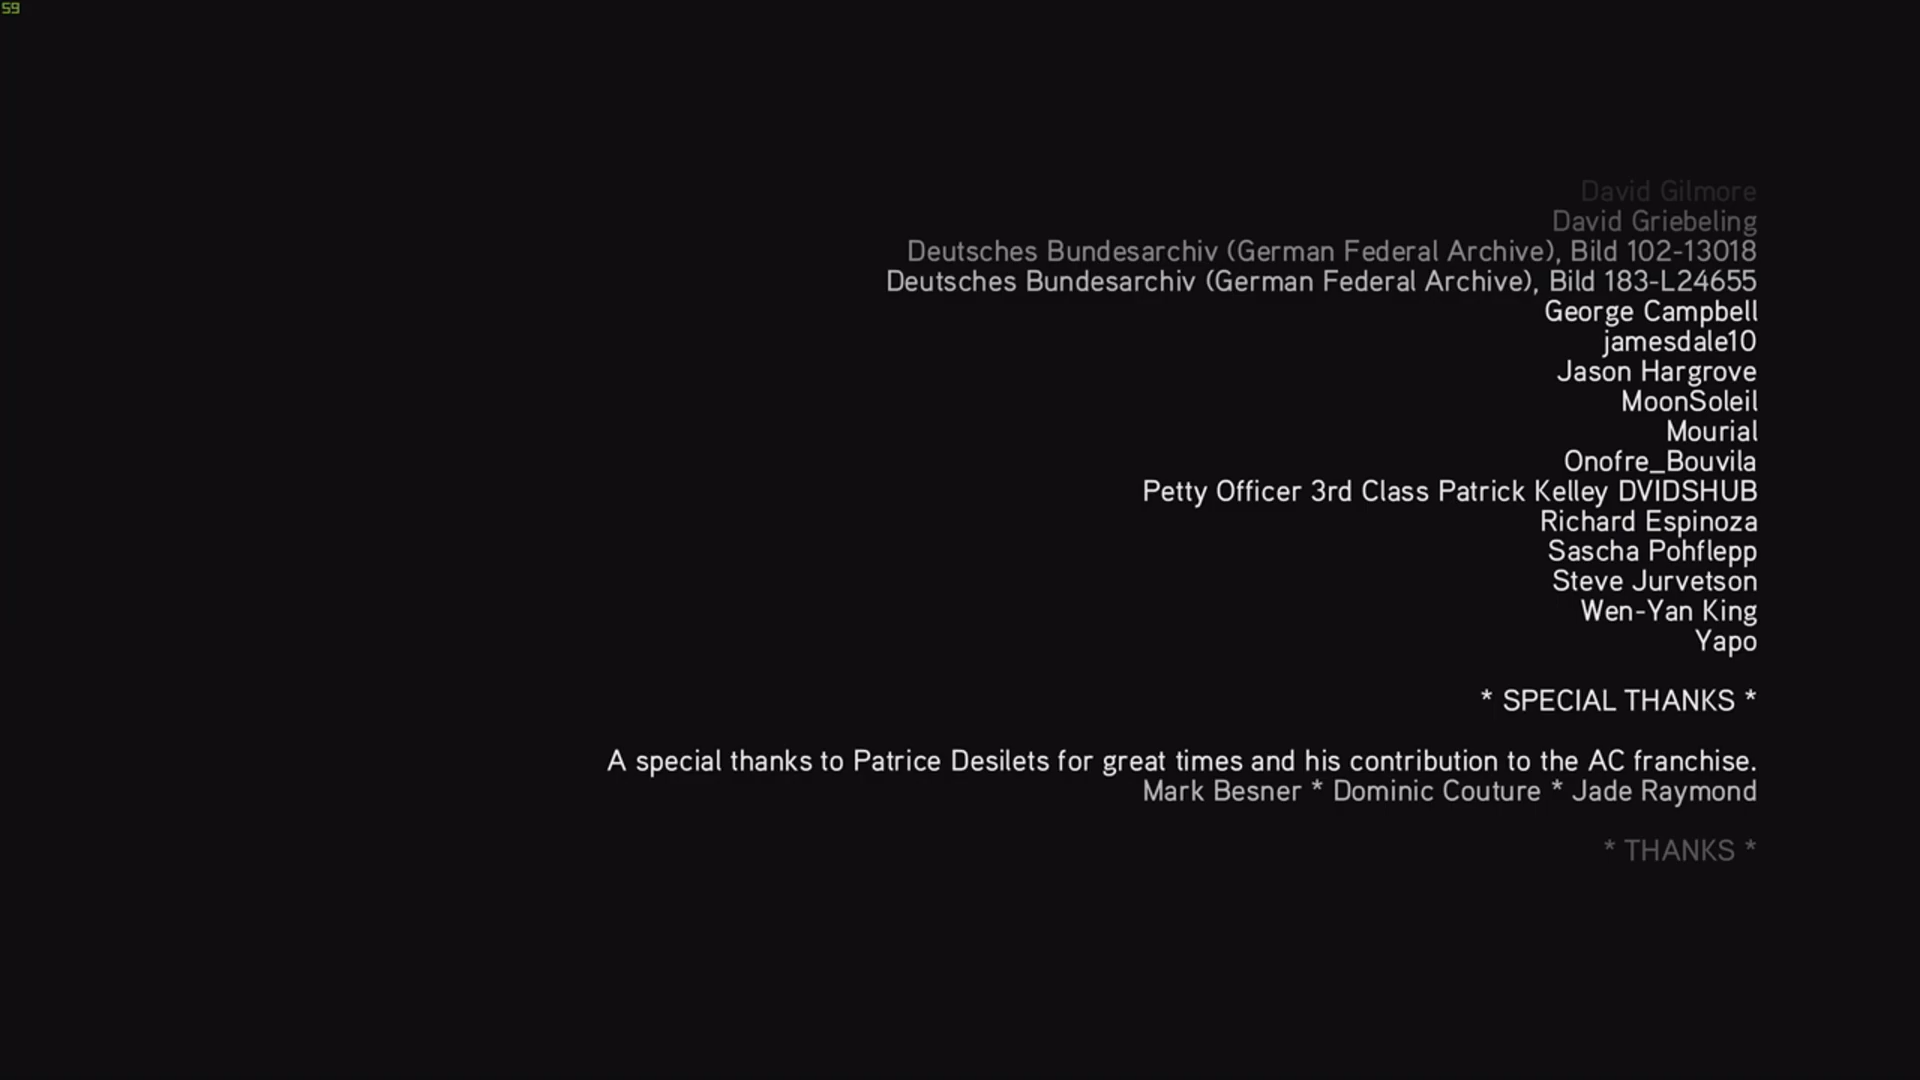 59
David Gilmore
David Griebeling
Deutsches Bundesarchiv (German Federal Archive), Bild 102-13018
Deutsches Bundesarchiv (German Federal Archive), Bild 183-L24655
George Campbell
jamesdale10
Jason Hargrove
MoonSoleil
Mourial
Onofre_Bouvila
Petty Officer 3rd Class Patrick Kelley DVIDSHUB
Richard Espinoza
Sascha Pohflepp
Steve Jurvetson
Wen-Yan King
Yapo
* SPECIAL THANKS *
A special thanks to Patrice Desilets for great times and his contribution to the AC franchise.
Mark Besner * Dominic Couture * Jade Raymond
* THANKS *